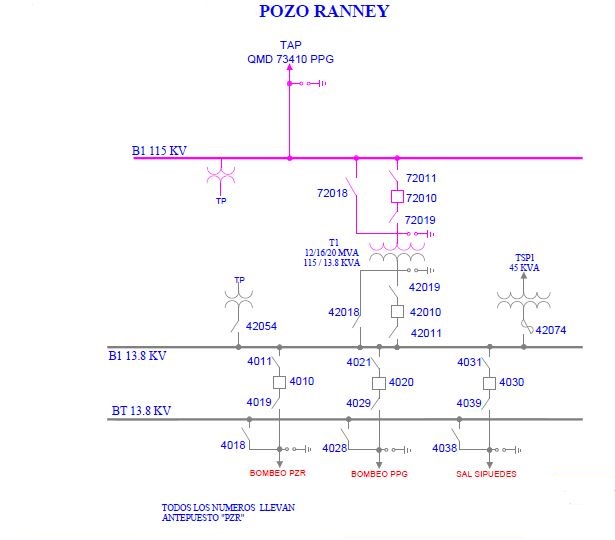 POZO RANNEY
TAP
QMD 73410 PPG
B1 115 KV
TP
72018
72011
72010
72019
T1
12/16/20 MVA
115 / 13.8 KVA
TSP1
45 KVA
TP
42054
42018
42019
42010
42011
42074
B1 13.8 KV
4011
4010
4019
4021
4020
4029
4031
4030
4039
BT 13.8 KV
4018
4028
4038
BOMBEO PZR
BOMBEO PPG
SAL SIPUEDES
TODOS LOS NUMEROS LLEVAN
ANTEPUESTO "PZR"